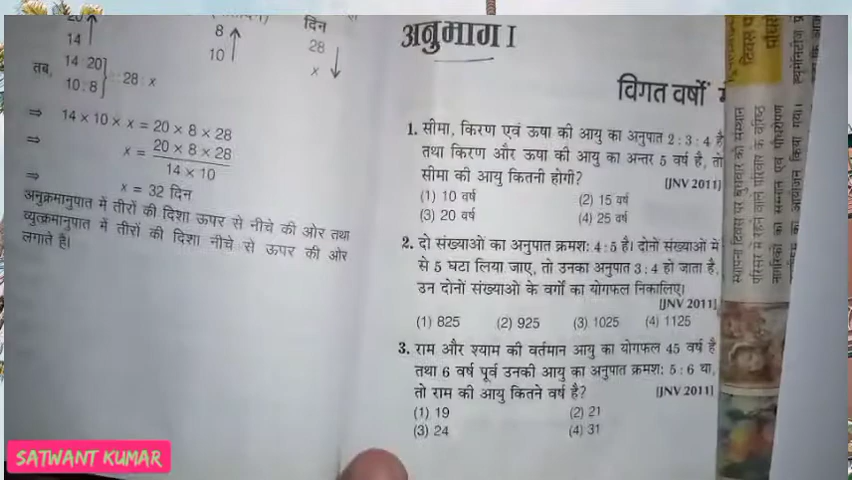 20
14
8
10
दिन
28
x
तब, 14 : 20
10 : 8 } :: 28 : x
⇒ 14 × 10 × x = 20 × 8 × 28
⇒ x = 20 × 8 × 28
14 × 10
⇒ x = 32 दिन
अनुक्रमानुपात में तीरों की दिशा ऊपर से नीचे की ओर तथा
व्युत्क्रमानुपात में तीरों की दिशा नीचे से ऊपर की ओर
लगाते है।
अनुभाग I
विगत वर्षों
1. सीमा, किरण एवं ऊषा की आयु का अनुपात 2 : 3 : 4 है
तथा किरण और ऊषा की आयु का अन्तर 5 वर्ष है, तो
सीमा की आयु कितनी होगी?
[JNV 2011]
(1) 10 वर्ष (2) 15 वर्ष
(3) 20 वर्ष (4) 25 वर्ष
2. दो संख्याओं का अनुपात क्रमश: 4 : 5 है। दोनों संख्याओं में
से 5 घटा लिया जाए, तो उनका अनुपात 3 : 4 हो जाता है,
उन दोनों संख्याओ के वर्गों का योगफल निकालिए।
[JNV 2011]
(1) 825 (2) 925 (3) 1025 (4) 1125
3. राम और श्याम की वर्तमान आयु का योगफल 45 वर्ष है
तथा 6 वर्ष पूर्व उनकी आयु का अनुपात क्रमश: 5 : 6 था,
तो राम की आयु कितने वर्ष है? [JNV 2011]
(1) 19 (2) 21
(3) 24 (4) 31
SATWANT KUMAR